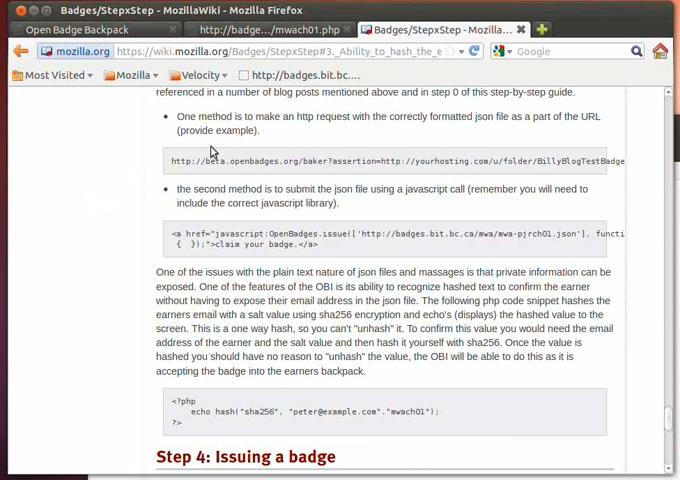 Badges/StepxStep - MozillaWiki - Mozilla Firefox
Open Badge Backpack
http://badge.../mwach01.php
Badges/StepxStep - Mozilla...
mozilla.org
https://wiki.mozilla.org/Badges/StepxStep#3._Ability_to_hash_the_e
Google
Most Visited
Mozilla
Velocity
http://badges.bit.bc....
referenced in a number of blog posts mentioned above and in step 0 of this step-by-step guide.
One method is to make an http request with the correctly formatted json file as a part of the URL
(provide example).
http://beta.openbadges.org/baker?assertion=http://yourhosting.com/u/folder/BillyBlogTestBadge
the second method is to submit the json file using a javascript call (remember you will need to
include the correct javascript library).
<a href="javascript:OpenBadges.issue(['http://badges.bit.bc.ca/mwa/mwa-pjrch01.json'], functi
{ });">claim your badge.</a>
One of the issues with the plain text nature of json files and massages is that private information can be
exposed. One of the features of the OBI is its ability to recognize hashed text to confirm the earner
without having to expose their email address in the json file. The following php code snippet hashes the
earners email with a salt value using sha256 encryption and echo's (displays) the hashed value to the
screen. This is a one way hash, so you can't "unhash" it. To confirm this value you would need the email
address of the earner and the salt value and then hash it yourself with sha256. Once the value is
hashed you should have no reason to "unhash" the value, the OBI will be able to do this as it is
accepting the badge into the earners backpack.
<?php
echo hash("sha256", "peter@example.com"."mwach01");
?>
Step 4: Issuing a badge